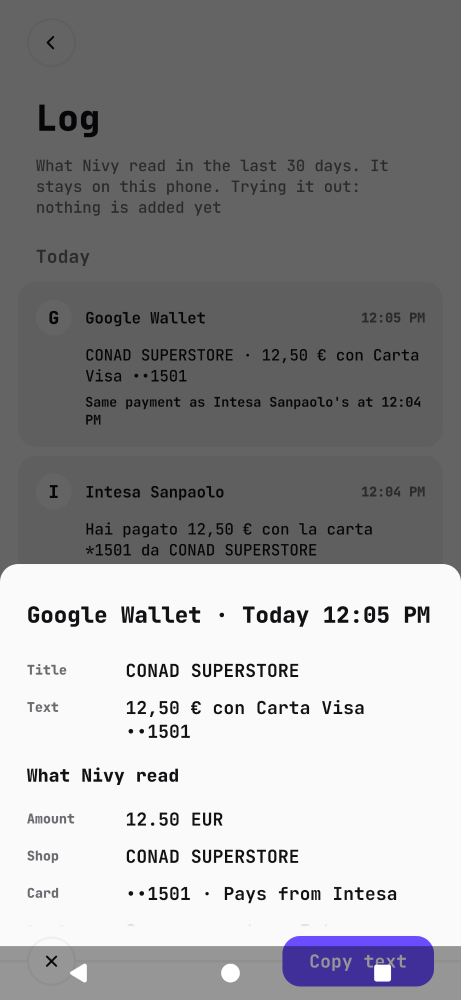 Log
What Nivy read in the last 30 days. It
stays on this phone. Trying it out:
nothing is added yet
Today
G Google Wallet 12:05 PM
CONAD SUPERSTORE · 12,50 € con Carta
Visa ••1501
Same payment as Intesa Sanpaolo's at 12:04
PM
I Intesa Sanpaolo 12:04 PM
Hai pagato 12,50 € con la carta
*1501 da CONAD SUPERSTORE
Google Wallet · Today 12:05 PM
Title CONAD SUPERSTORE
Text 12,50 € con Carta Visa
••1501
What Nivy read
Amount 12.50 EUR
Shop CONAD SUPERSTORE
Card ••1501 · Pays from Intesa
Copy text